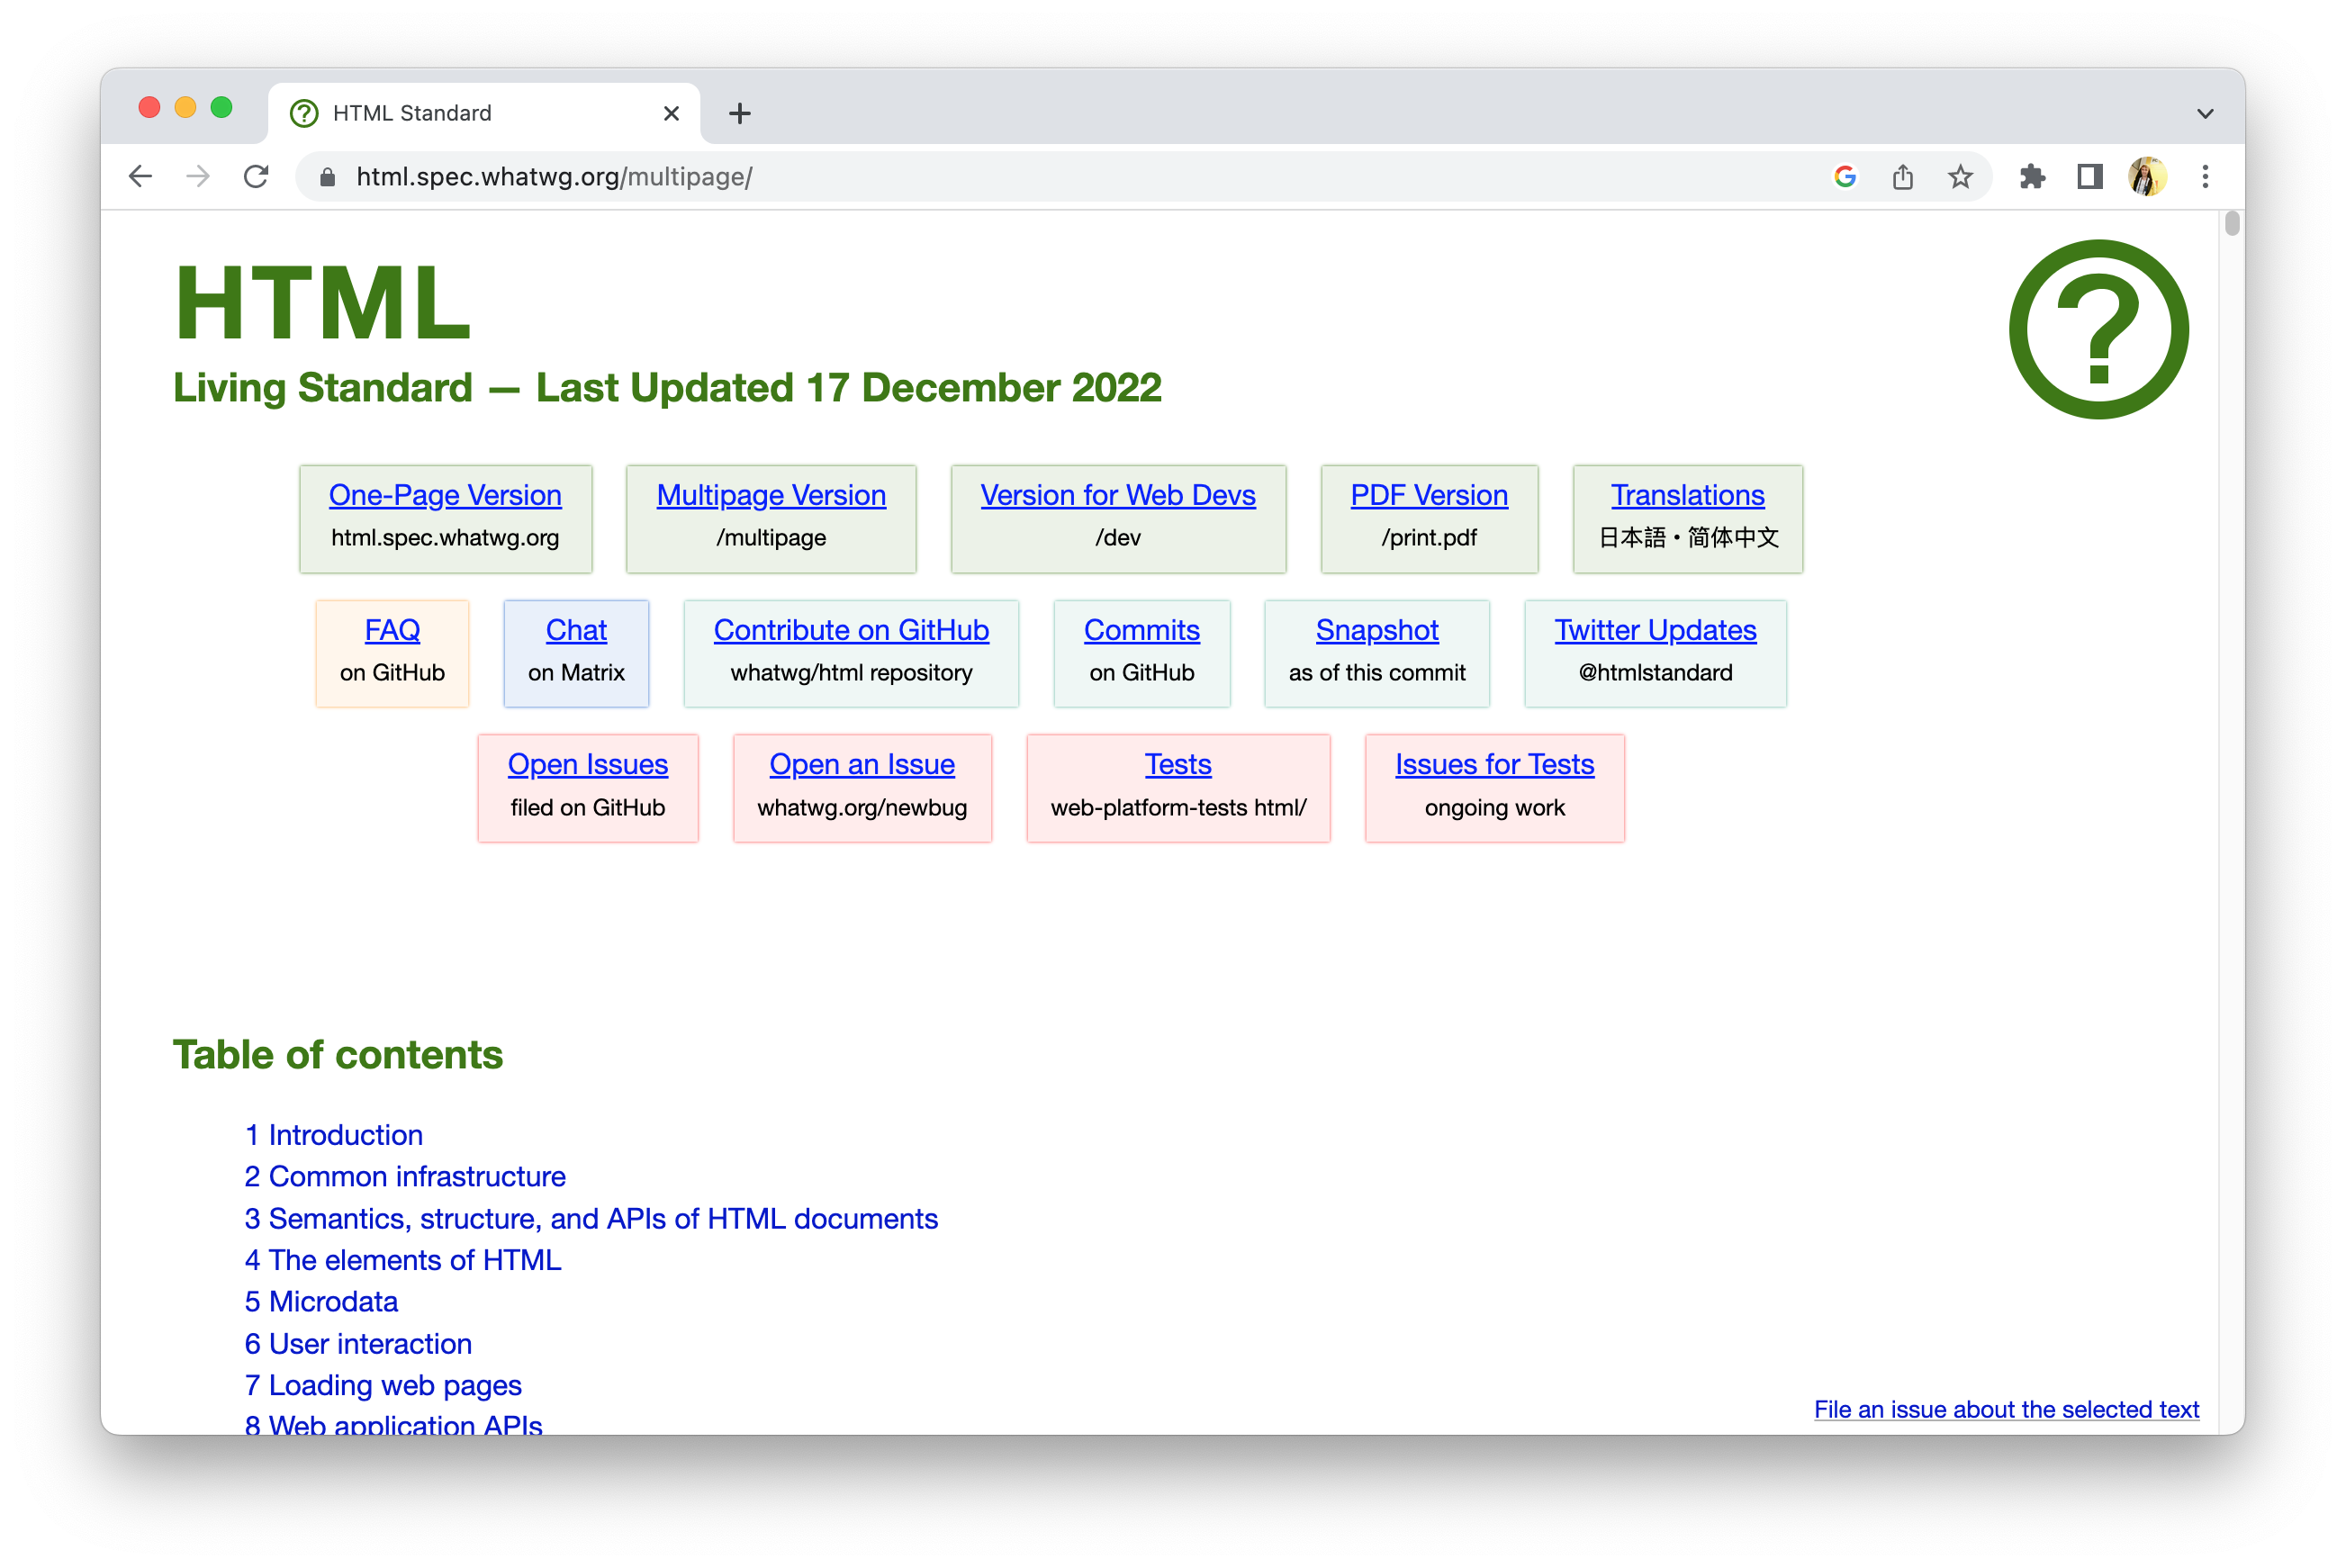 HTML Standard
html.spec.whatwg.org/multipage/
HTML
Living Standard — Last Updated 17 December 2022
One-Page Version Multipage Version Version for Web Devs PDF Version Translations
html.spec.whatwg.org /multipage /dev /print.pdf 日本語・简体中文
FAQ Chat Contribute on GitHub Commits Snapshot Twitter Updates
on GitHub on Matrix whatwg/html repository on GitHub as of this commit @htmlstandard
Open Issues Open an Issue Tests Issues for Tests
filed on GitHub whatwg.org/newbug web-platform-tests html/ ongoing work
Table of contents
1 Introduction
2 Common infrastructure
3 Semantics, structure, and APIs of HTML documents
4 The elements of HTML
5 Microdata
6 User interaction
7 Loading web pages
8 Web application APIs
File an issue about the selected text